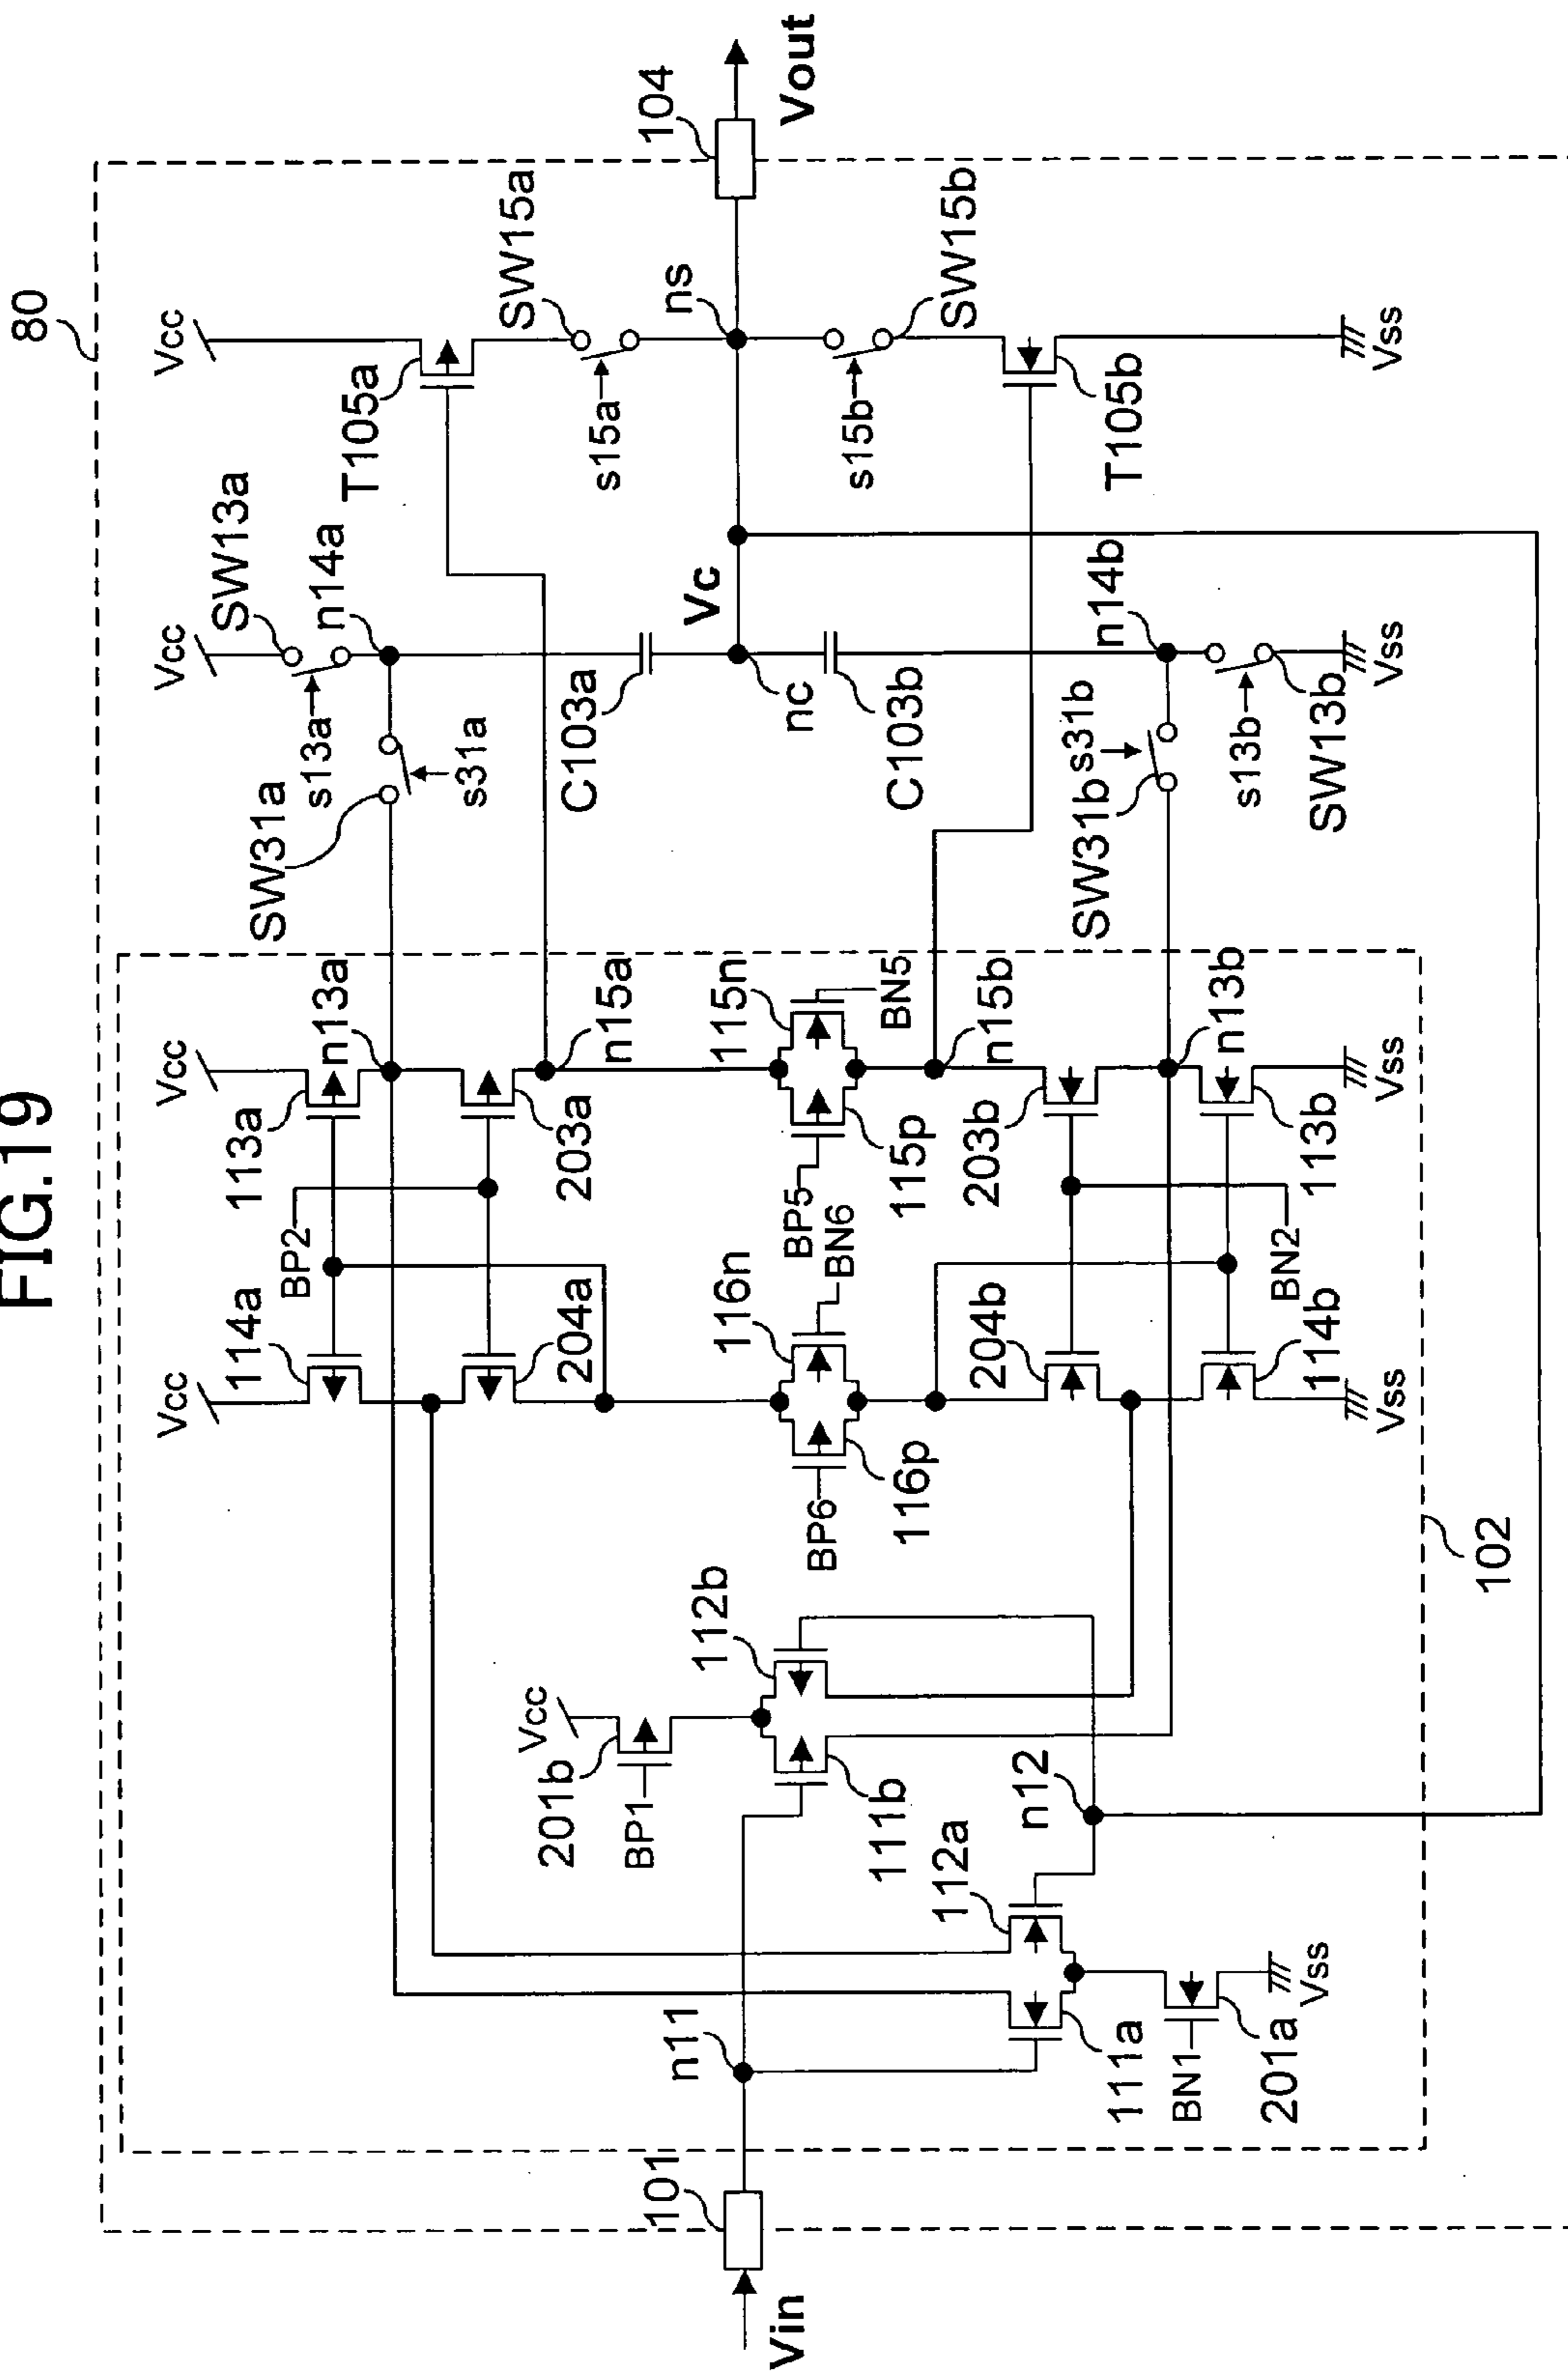 FIG.19
80
Vcc
Vcc
Vcc
Vcc
114a
113a
n13a
SW13a
n14a
s13a
SW31a
s31a
T105a
SW15a
s15a
BP2
204a
203a
n15a
104
Vout
ns
Vc
nc
C103a
C103b
s15b
SW15b
T105b
Vss
Vcc
201b
BP1
112b
111b
116n
BN6
BP6
116p
115n
BN5
BP5
115p
n15b
n14b
101
Vin
n11
n12
112a
111a
BN1
201a
Vss
204b
203b
SW31b
s31b
n13b
s13b
SW13b
Vss
BN2
114b
113b
Vss
Vss
102